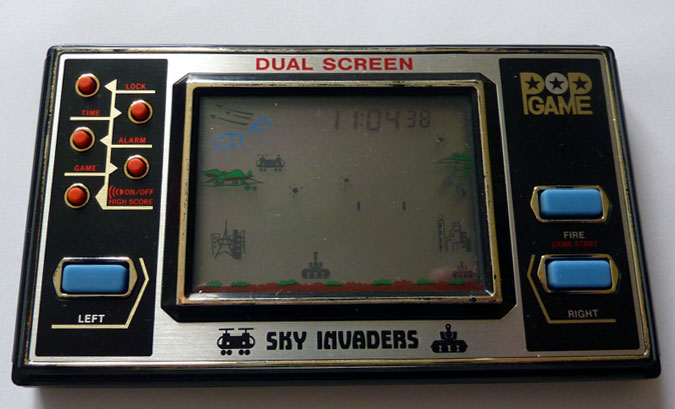 DUAL SCREEN
LOCK
TIME
ALARM
GAME
ON/OFF
HIGH SCORE
11:04 38
POP
GAME
FIRE
GAME START
LEFT
RIGHT
SKY INVADERS